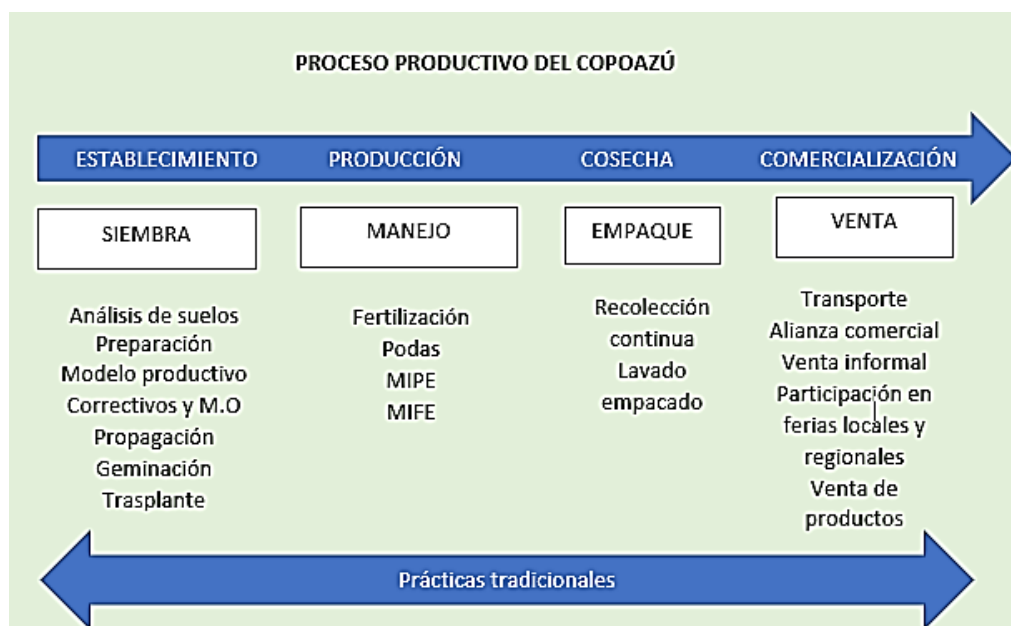 PROCESO PRODUCTIVO DEL COPOAZÚ
ESTABLECIMIENTO
PRODUCCIÓN
COSECHA
COMERCIALIZACIÓN
SIEMBRA
MANEJO
EMPAQUE
VENTA
Análisis de suelos
Preparación
Modelo productivo
Correctivos y M.O
Propagación
Geminación
Trasplante
Fertilización
Podas
MIPE
MIFE
Recolección
continua
Lavado
empacado
Transporte
Alianza comercial
Venta informal
Participación en
ferias locales y
regionales
Venta de
productos
Prácticas tradicionales